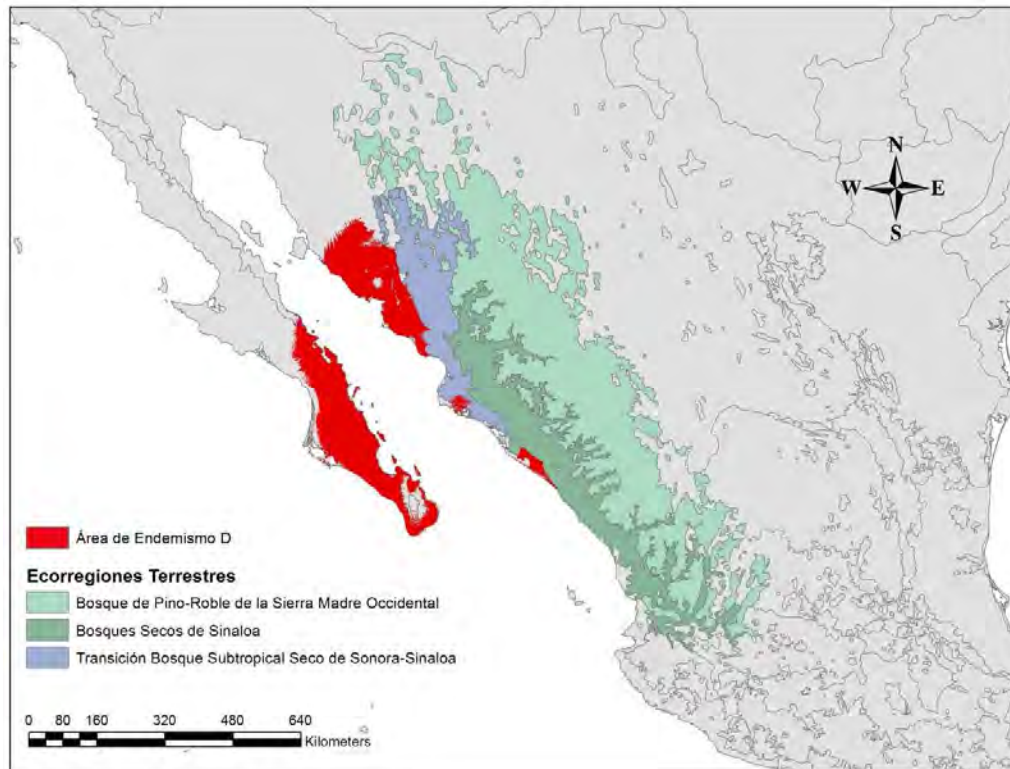 N
W E
S
Área de Endemismo D
Ecorregiones Terrestres
Bosque de Pino-Roble de la Sierra Madre Occidental
Bosques Secos de Sinaloa
Transición Bosque Subtropical Seco de Sonora-Sinaloa
0 80 160 320 480 640
Kilometers